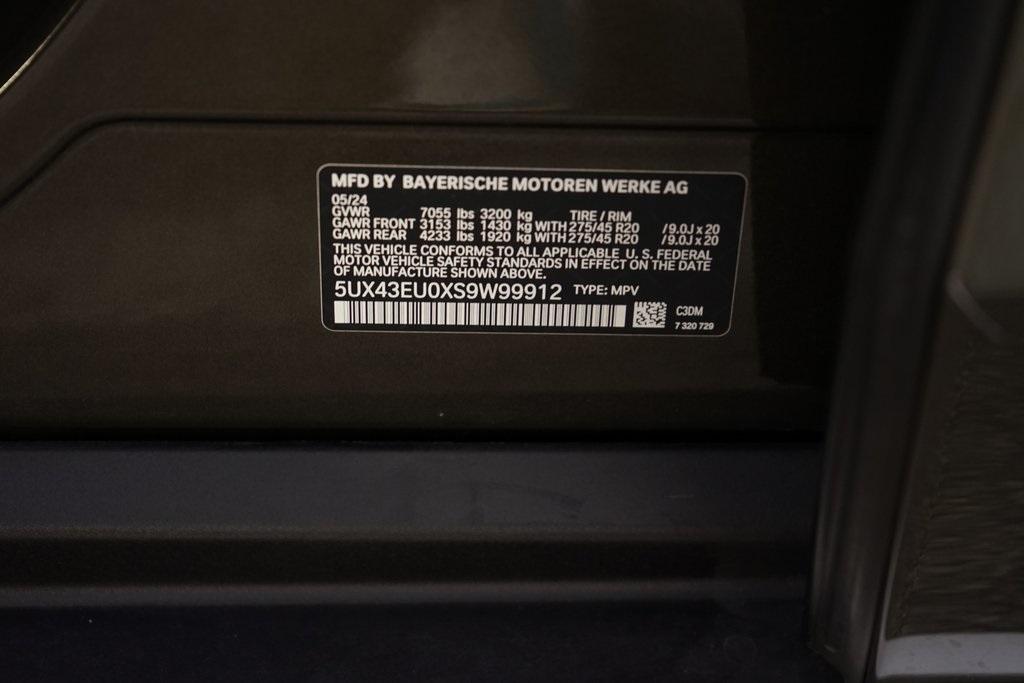 MFD BY BAYERISCHE MOTOREN WERKE AG
05/24
GVWR 7055 lbs 3200 kg TIRE / RIM
GAWR FRONT 3153 lbs 1430 kg WITH 275/45 R20 / 9.0J x 20
GAWR REAR 4233 lbs 1920 kg WITH 275/45 R20 / 9.0J x 20
THIS VEHICLE CONFORMS TO ALL APPLICABLE U. S. FEDERAL
MOTOR VEHICLE SAFETY STANDARDS IN EFFECT ON THE DATE
OF MANUFACTURE SHOWN ABOVE.
5UX43EU0XS9W99912 TYPE: MPV
C3DM
7 320 729